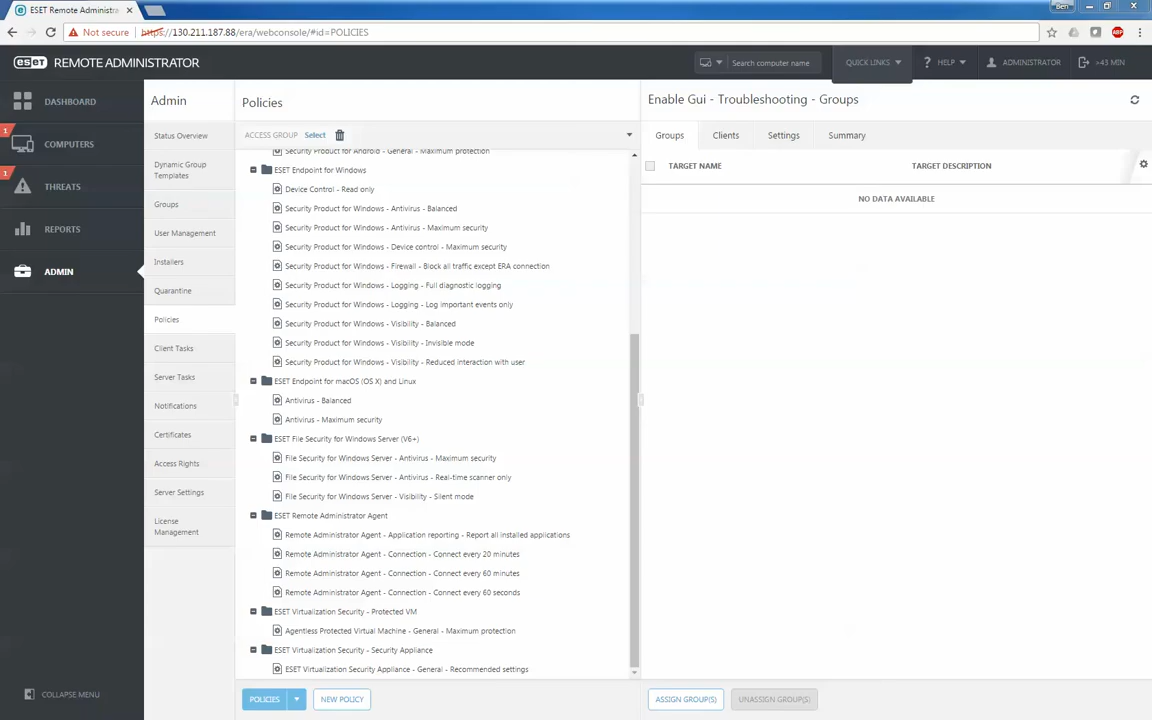 ESET Remote Administra
Ben
Not secure https://130.211.187.88/era/webconsole/#id=POLICIES
ABP
eset REMOTE ADMINISTRATOR
Search computer name
QUICK LINKS
? HELP
ADMINISTRATOR
>43 MIN
1
DASHBOARD
COMPUTERS
1
THREATS
REPORTS
ADMIN
COLLAPSE MENU
Admin
Status Overview
Dynamic Group
Templates
Groups
User Management
Installers
Quarantine
Policies
Client Tasks
Server Tasks
Notifications
Certificates
Access Rights
Server Settings
License
Management
Policies
ACCESS GROUP Select
Security Product for Android - General - Maximum protection
ESET Endpoint for Windows
Device Control - Read only
Security Product for Windows - Antivirus - Balanced
Security Product for Windows - Antivirus - Maximum security
Security Product for Windows - Device control - Maximum security
Security Product for Windows - Firewall - Block all traffic except ERA connection
Security Product for Windows - Logging - Full diagnostic logging
Security Product for Windows - Logging - Log important events only
Security Product for Windows - Visibility - Balanced
Security Product for Windows - Visibility - Invisible mode
Security Product for Windows - Visibility - Reduced interaction with user
ESET Endpoint for macOS (OS X) and Linux
Antivirus - Balanced
Antivirus - Maximum security
ESET File Security for Windows Server (V6+)
File Security for Windows Server - Antivirus - Maximum security
File Security for Windows Server - Antivirus - Real-time scanner only
File Security for Windows Server - Visibility - Silent mode
ESET Remote Administrator Agent
Remote Administrator Agent - Application reporting - Report all installed applications
Remote Administrator Agent - Connection - Connect every 20 minutes
Remote Administrator Agent - Connection - Connect every 60 minutes
Remote Administrator Agent - Connection - Connect every 60 seconds
ESET Virtualization Security - Protected VM
Agentless Protected Virtual Machine - General - Maximum protection
ESET Virtualization Security - Security Appliance
ESET Virtualization Security Appliance - General - Recommended settings
POLICIES
NEW POLICY
Enable Gui - Troubleshooting - Groups
Groups Clients Settings Summary
TARGET NAME TARGET DESCRIPTION
NO DATA AVAILABLE
ASSIGN GROUP(S)
UNASSIGN GROUP(S)